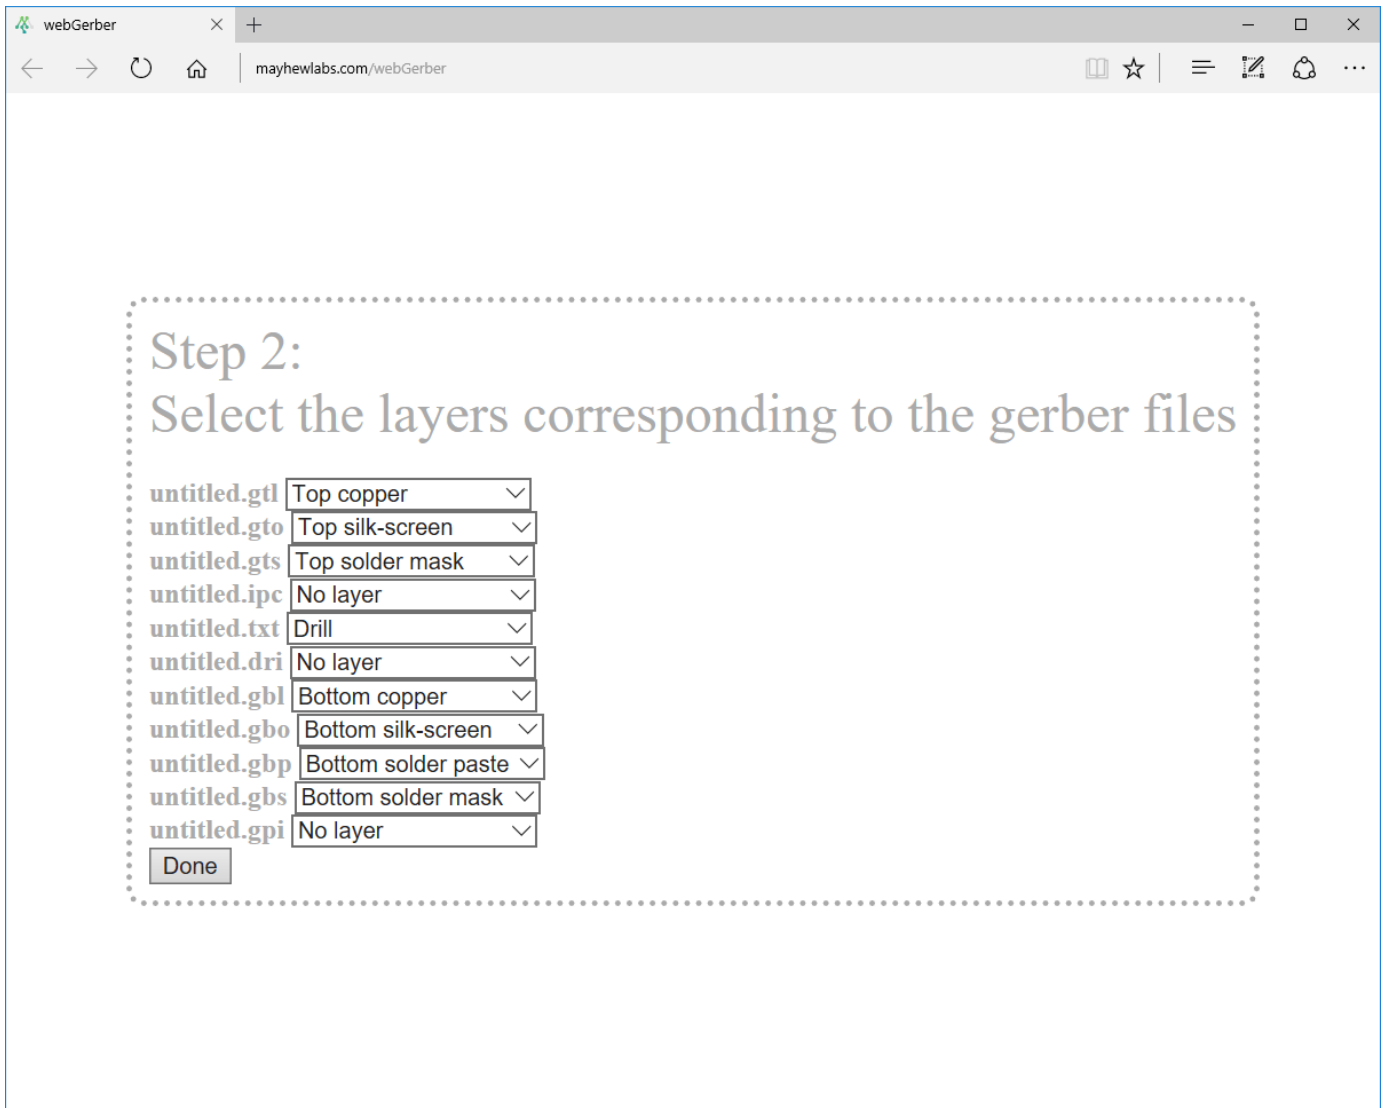 webGerber
mayhewlabs.com/webGerber
Step 2:
Select the layers corresponding to the gerber files
untitled.gtl Top copper
untitled.gto Top silk-screen
untitled.gts Top solder mask
untitled.ipc No layer
untitled.txt Drill
untitled.dri No layer
untitled.gbl Bottom copper
untitled.gbo Bottom silk-screen
untitled.gbp Bottom solder paste
untitled.gbs Bottom solder mask
untitled.gpi No layer
Done